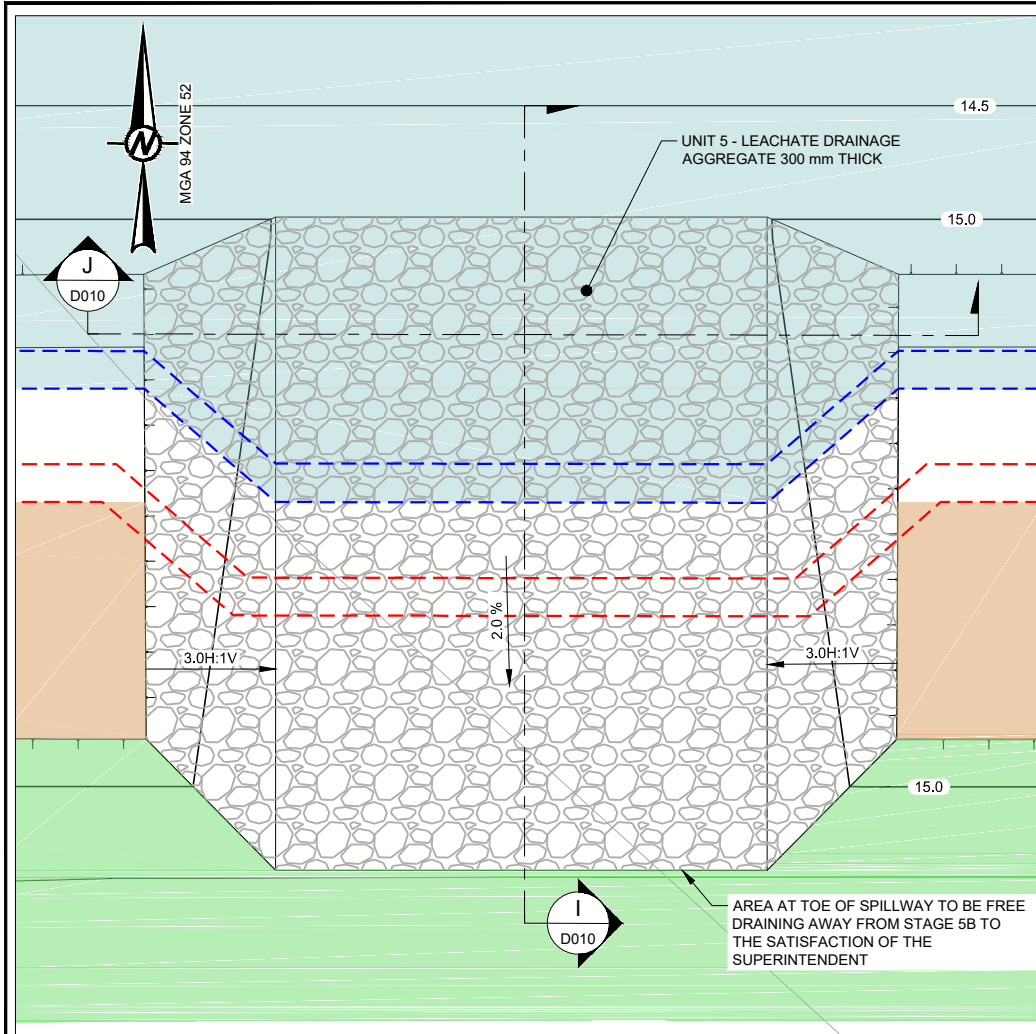 14.5
MGA 94 ZONE 52
N
UNIT 5 - LEACHATE DRAINAGE
AGGREGATE 300 mm THICK
15.0
J
D010
2.0 %
3.0H:1V
3.0H:1V
15.0
I
D010
AREA AT TOE OF SPILLWAY TO BE FREE
DRAINING AWAY FROM STAGE 5B TO
THE SATISFACTION OF THE
SUPERINTENDENT